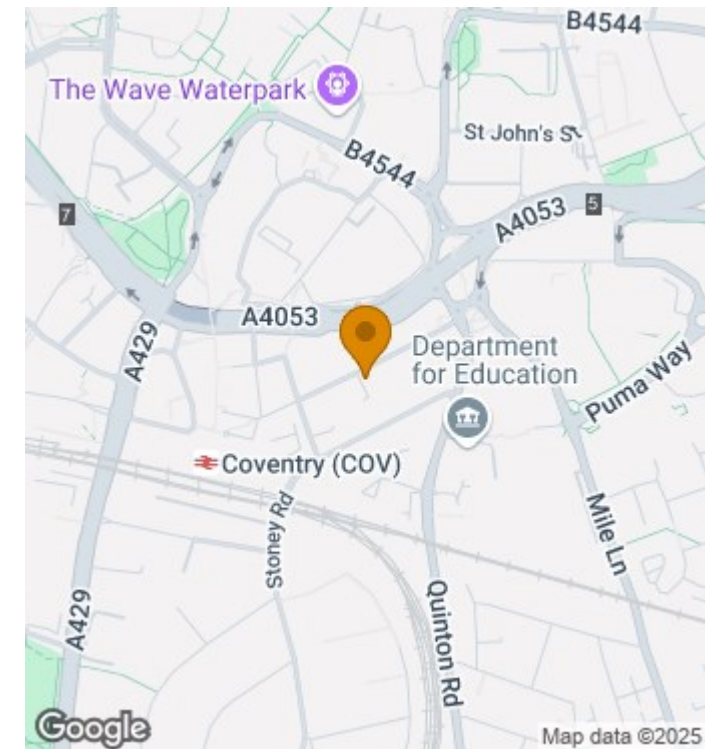 B4544
The Wave Waterpark
St John's St
B4544
7
5
A4053
A4053
A429
Department
for Education
Puma Way
Coventry (COV)
Stoney Rd
Mile Ln
A429
Quinton Rd
Google
Map data ©2025